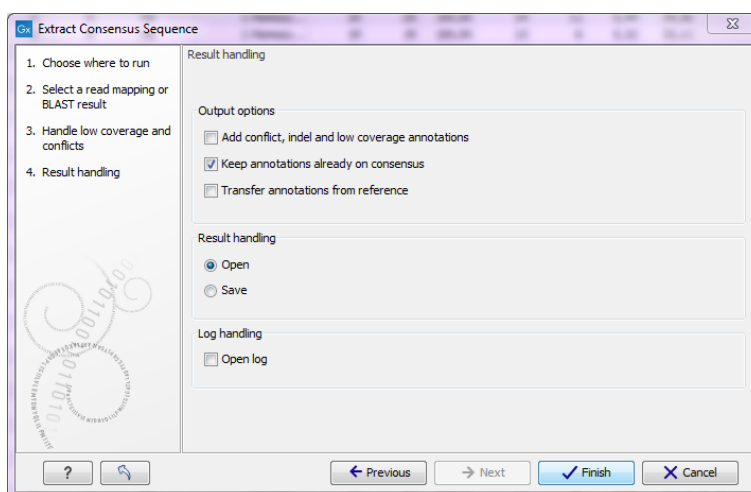 Gx Extract Consensus Sequence
1. Choose where to run
2. Select a read mapping or
BLAST result
3. Handle low coverage and
conflicts
4. Result handling
Result handling
Output options
Add conflict, indel and low coverage annotations
Keep annotations already on consensus
Transfer annotations from reference
Result handling
Open
Save
Log handling
Open log
?
Previous
Next
Finish
Cancel